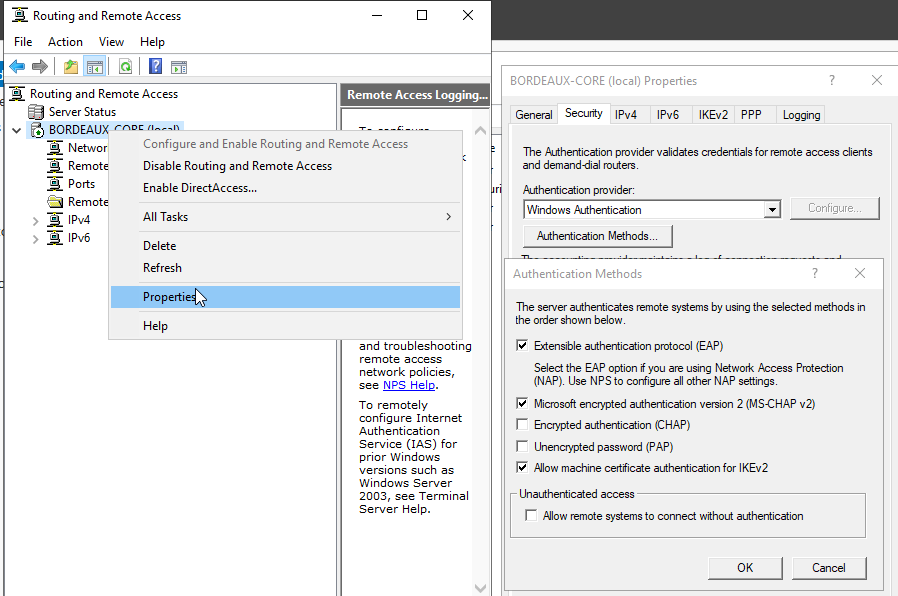 Routing and Remote Access
File Action View Help
Routing and Remote Access
Server Status
BORDEAUX-CORE (local)
Networ
Remote
Ports
Remote
IPv4
IPv6
Configure and Enable Routing and Remote Access
Disable Routing and Remote Access
Enable DirectAccess...
All Tasks
Delete
Refresh
Properties
Help
Remote Access Logging...
To configure
and troubleshooting
remote access
network policies,
see NPS Help.
To remotely
configure Internet
Authentication
Service (IAS) for
prior Windows
versions such as
Windows Server
2003, see Terminal
Server Help.
BORDEAUX-CORE (local) Properties
General Security IPv4 IPv6 IKEv2 PPP Logging
The Authentication provider validates credentials for remote access clients
and demand-dial routers.
Authentication provider:
Windows Authentication
Configure...
Authentication Methods...
Authentication Methods
The server authenticates remote systems by using the selected methods in
the order shown below.
Extensible authentication protocol (EAP)
Select the EAP option if you are using Network Access Protection
(NAP). Use NPS to configure all other NAP settings.
Microsoft encrypted authentication version 2 (MS-CHAP v2)
Encrypted authentication (CHAP)
Unencrypted password (PAP)
Allow machine certificate authentication for IKEv2
Unauthenticated access
Allow remote systems to connect without authentication
OK
Cancel